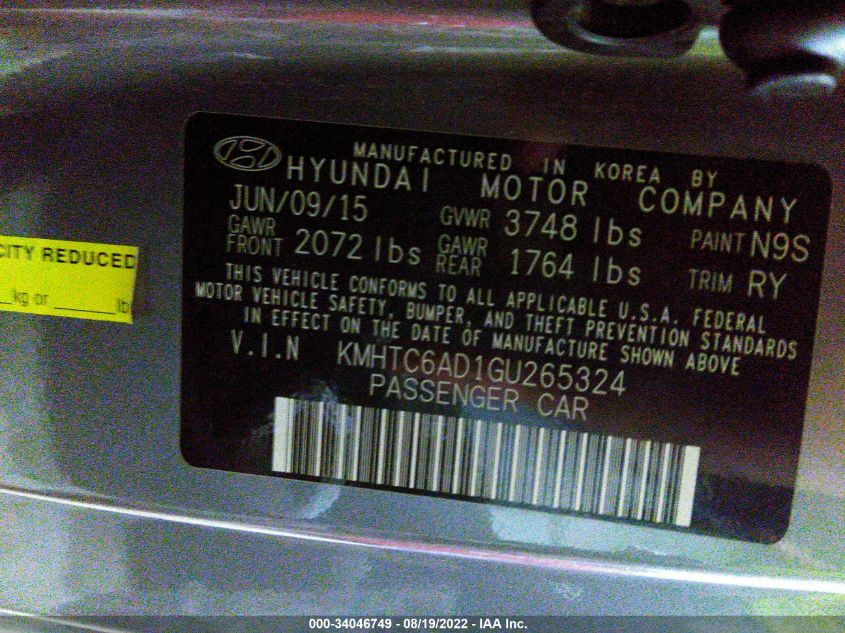 MANUFACTURED IN KOREA BY
HYUNDAI MOTOR COMPANY
JUN/09/15 GVWR 3748 lbs PAINT N9S
GAWR FRONT 2072 lbs GAWR REAR 1764 lbs TRIM RY
THIS VEHICLE CONFORMS TO ALL APPLICABLE U.S.A. FEDERAL
MOTOR VEHICLE SAFETY, BUMPER, AND THEFT PREVENTION STANDARDS
IN EFFECT ON THE DATE OF MANUFACTURE SHOWN ABOVE
V.I.N KMHTC6AD1GU265324
PASSENGER CAR
CITY REDUCED
kg or ______ lb
000-34046749 - 08/19/2022 - IAA Inc.